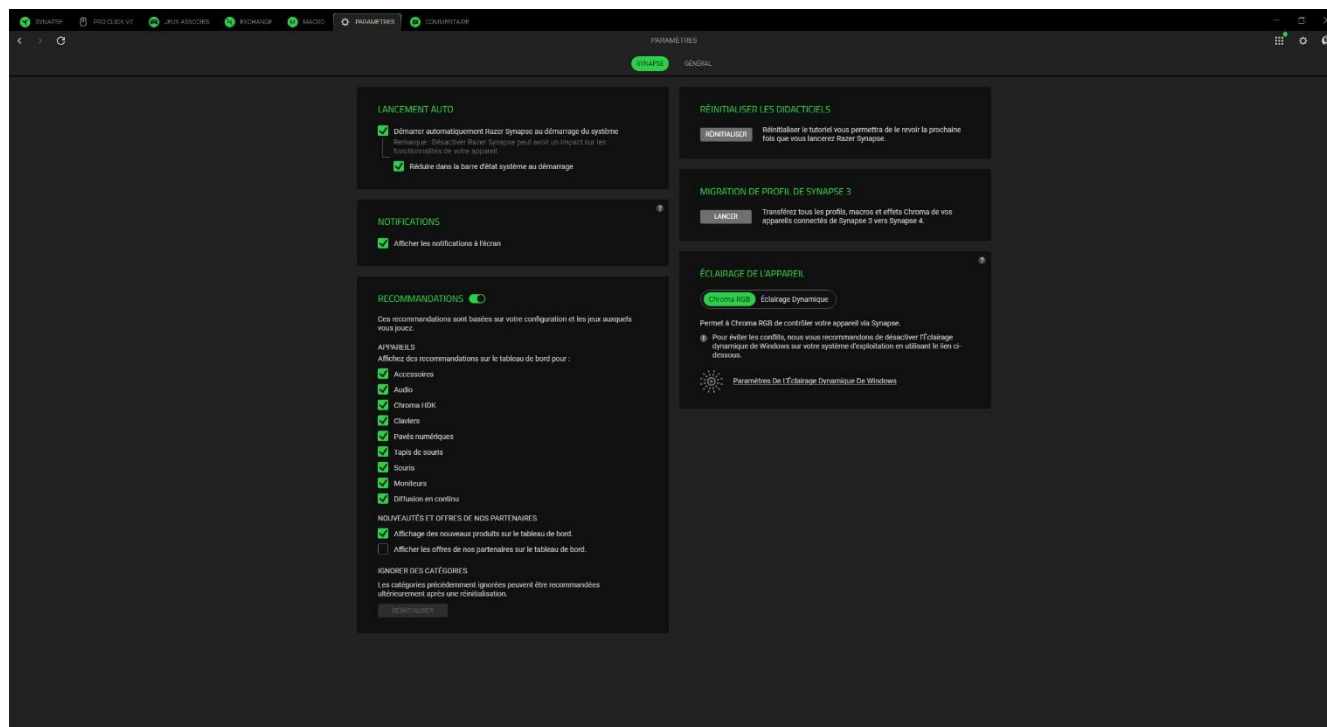 SYNAPSE PRO CLICK V2 JEUX ASSOCIÉS EXCHANGE MACRO PARAMÈTRES COMMENTAIRE
PARAMÈTRES
SYNAPSE GÉNÉRAL
LANCEMENT AUTO
Démarrer automatiquement Razer Synapse au démarrage du système
Remarque : Désactiver Razer Synapse peut avoir un impact sur les
fonctionnalités de votre appareil.
Réduire dans la barre d'état système au démarrage
NOTIFICATIONS
Afficher les notifications à l'écran
RECOMMANDATIONS
Ces recommandations sont basées sur votre configuration et les jeux auxquels
vous jouez.
APPAREILS
Affichez des recommandations sur le tableau de bord pour :
Accessoires
Audio
Chroma HDK
Claviers
Pavés numériques
Tapis de souris
Souris
Moniteurs
Diffusion en continu
NOUVEAUTÉS ET OFFRES DE NOS PARTENAIRES
Affichage des nouveaux produits sur le tableau de bord.
Afficher les offres de nos partenaires sur le tableau de bord.
IGNORER DES CATÉGORIES
Les catégories précédemment ignorées peuvent être recommandées
ultérieurement après une réinitialisation.
RÉINITIALISER
RÉINITIALISER LES DIDACTICIELS
RÉINITIALISER
Réinitialiser le tutoriel vous permettra de le revoir la prochaine
fois que vous lancerez Razer Synapse.
MIGRATION DE PROFIL DE SYNAPSE 3
LANCER
Transférez tous les profils, macros et effets Chroma de vos
appareils connectés de Synapse 3 vers Synapse 4.
ÉCLAIRAGE DE L'APPAREIL
Chroma RGB Éclairage Dynamique
Permet à Chroma RGB de contrôler votre appareil via Synapse.
Pour éviter les conflits, nous vous recommandons de désactiver l'Éclairage
dynamique de Windows sur votre système d'exploitation en utilisant le lien ci-
dessous.
Paramètres De L'Éclairage Dynamique De Windows